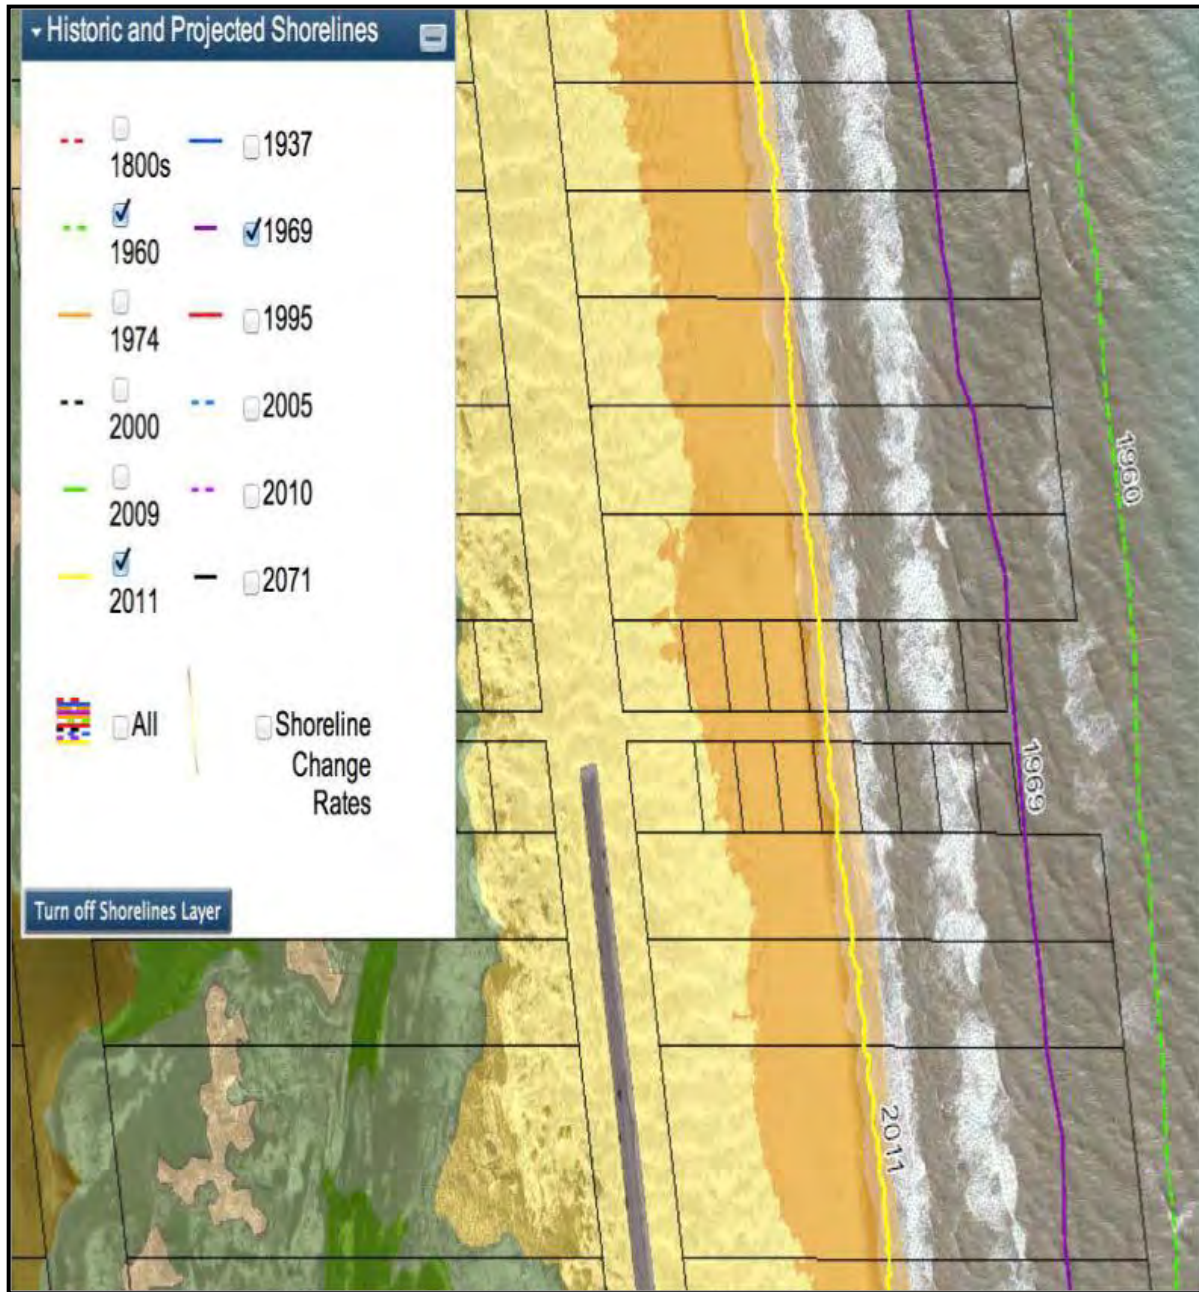 Historic and Projected Shorelines
1800s
1937
1960
1969
1974
1995
2000
2005
2009
2010
2011
2071
All
Shoreline
Change
Rates
Turn off Shorelines Layer
1960
1969
2011